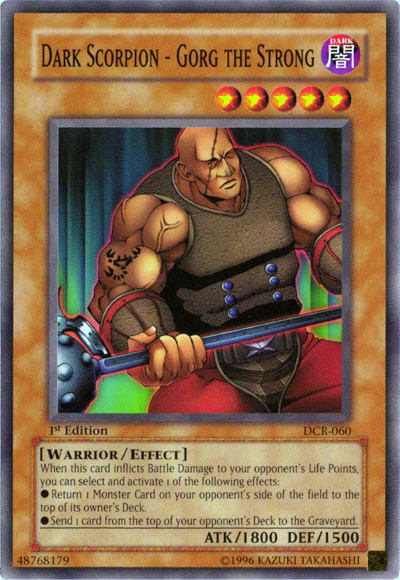 DARK SCORPION - GORG THE STRONG
DARK
闇
1st Edition
DCR-060
[WARRIOR/EFFECT]
When this card inflicts Battle Damage to your opponent's Life Points,
you can select and activate 1 of the following effects:
●Return 1 Monster Card on your opponent's side of the field to
the top of its owner's Deck.
●Send 1 card from the top of your opponent's Deck to the Graveyard.
ATK/1800 DEF/1500
48768179
©1996 KAZUKI TAKAHASHI